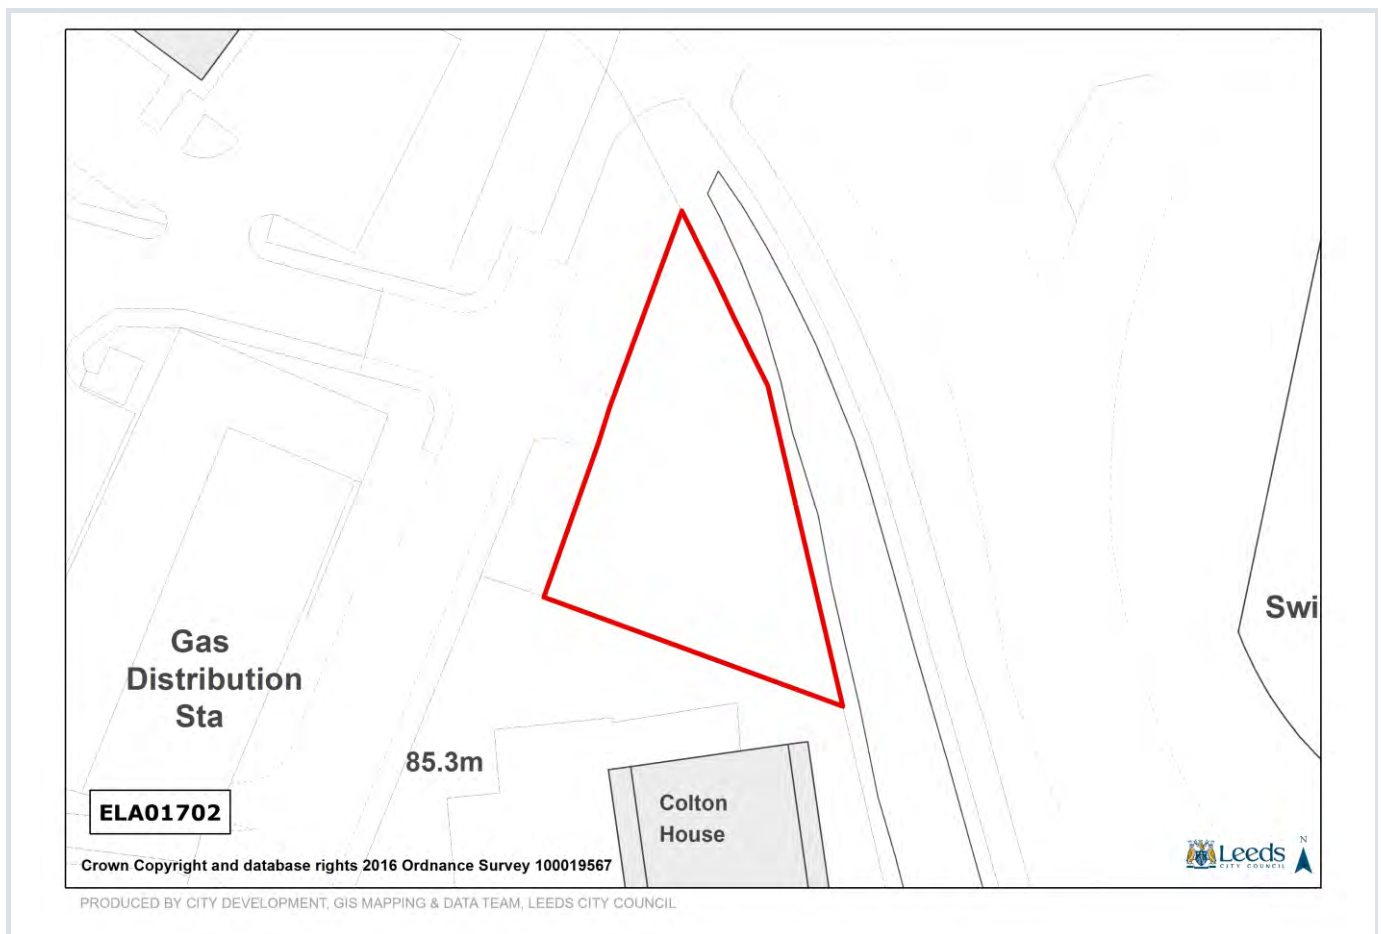 Swi
Gas
Distribution
Sta
85.3m
Colton
House
ELA01702
Leeds
CITY COUNCIL
N
Crown Copyright and database rights 2016 Ordnance Survey 100019567
PRODUCED BY CITY DEVELOPMENT, GIS MAPPING & DATA TEAM, LEEDS CITY COUNCIL